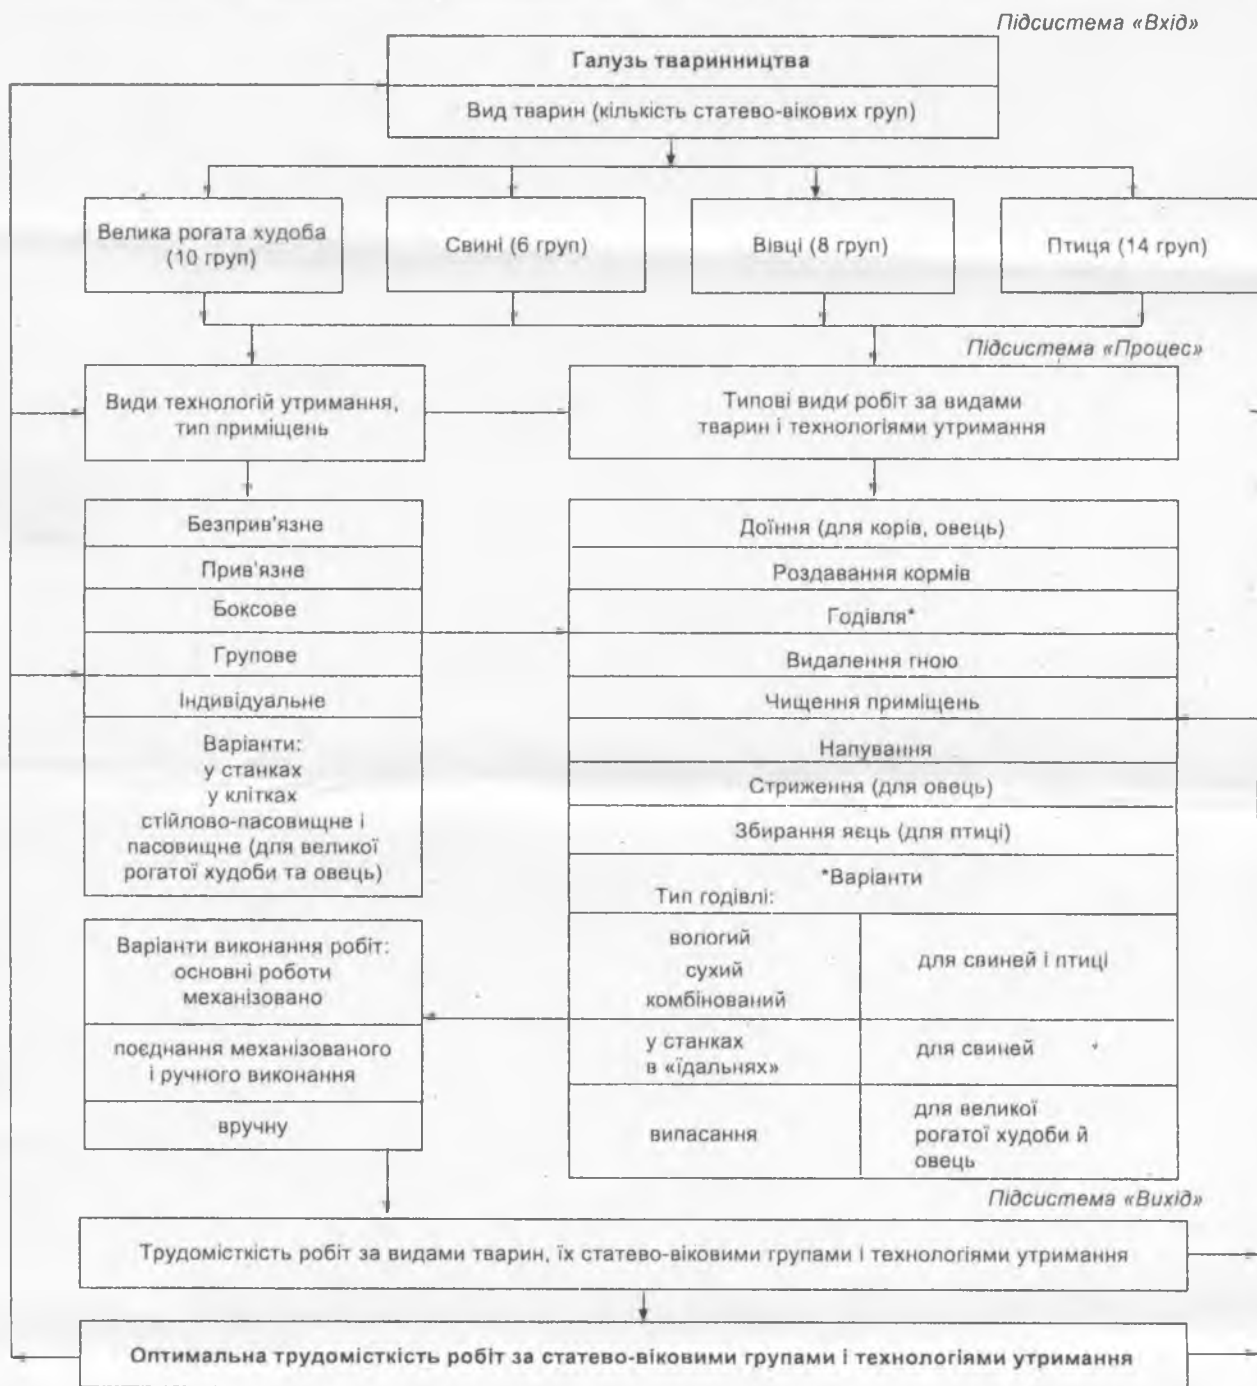 Підсистема «Вхід»
Галузь тваринництва
Вид тварин (кількість статево-вікових груп)
Велика рогата худоба
(10 груп)
Свині (6 груп)
Вівці (8 груп)
Птиця (14 груп)
Підсистема «Процес»
Види технологій утримання,
тип приміщень
Типові види робіт за видами
тварин і технологіями утримання
Безприв'язне
Прив'язне
Боксове
Групове
Індивідуальне
Варіанти:
у станках
у клітках
стійлово-пасовищне і
пасовищне (для великої
рогатої худоби та овець)
Доїння (для корів, овець)
Роздавання кормів
Годівля*
Видалення гною
Чищення приміщень
Напування
Стриження (для овець)
Збирання яєць (для птиці)
*Варіанти
Тип годівлі:
вологий
сухий
комбінований
для свиней і птиці
у станках
в «їдальнях»
для свиней
випасання
для великої
рогатої худоби й
овець
Варіанти виконання робіт:
основні роботи
механізовано
поєднання механізованого
і ручного виконання
вручну
Підсистема «Вихід»
Трудомісткість робіт за видами тварин, їх статево-віковими групами і технологіями утримання
Оптимальна трудомісткість робіт за статево-віковими групами і технологіями утримання